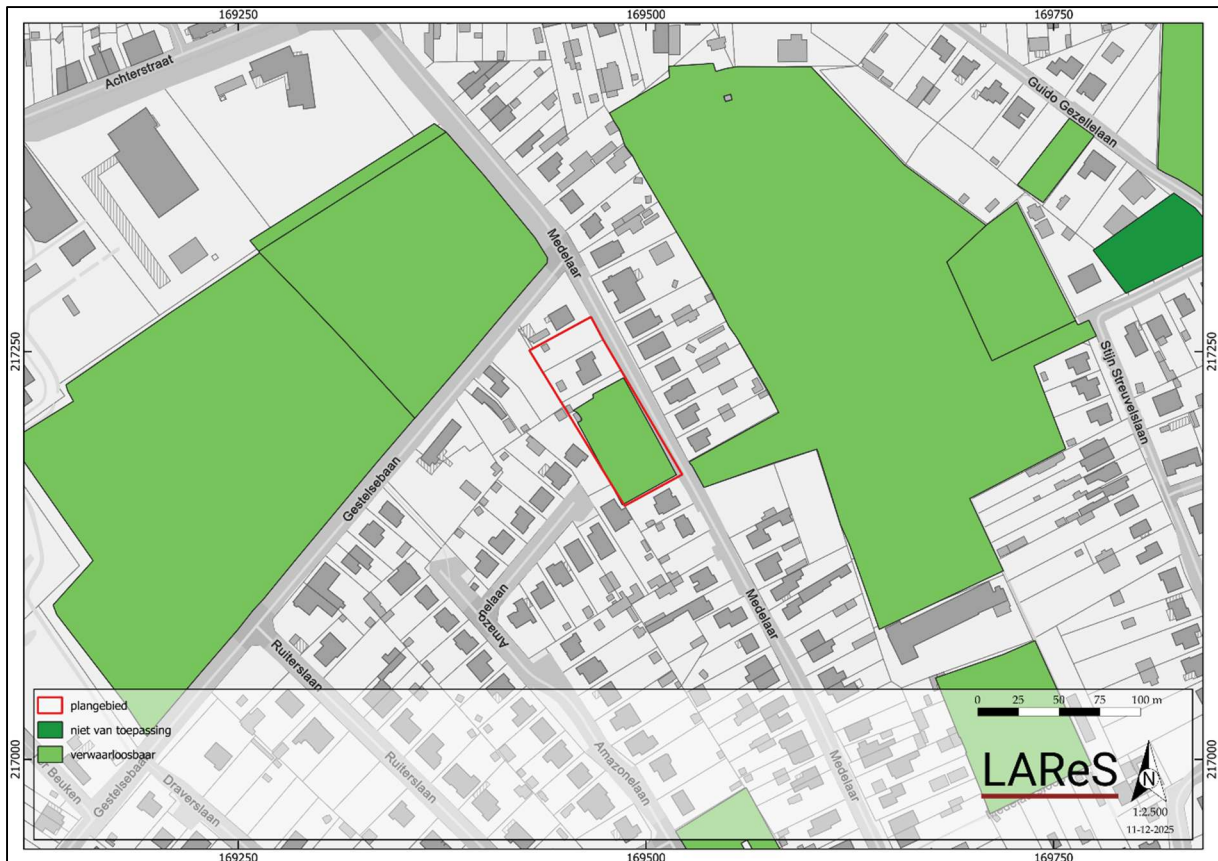 169250
169500
169750
Achterstraat
Guido Gezellelaan
Medelaar
217250
217250
Stijn Streuvelslaan
Gestelsebaan
Amazonelaan
Medelaar
Ruiterslaan
plangebied
niet van toepassing
verwaarloosbaar
0 25 50 75 100 m
217000
217000
Beuken
Gestelsebaan
Draverslaan
Ruiterslaan
Amazonelaan
Medelaar
LAReS
N
1:2.500
11-12-2025
169250
169500
169750